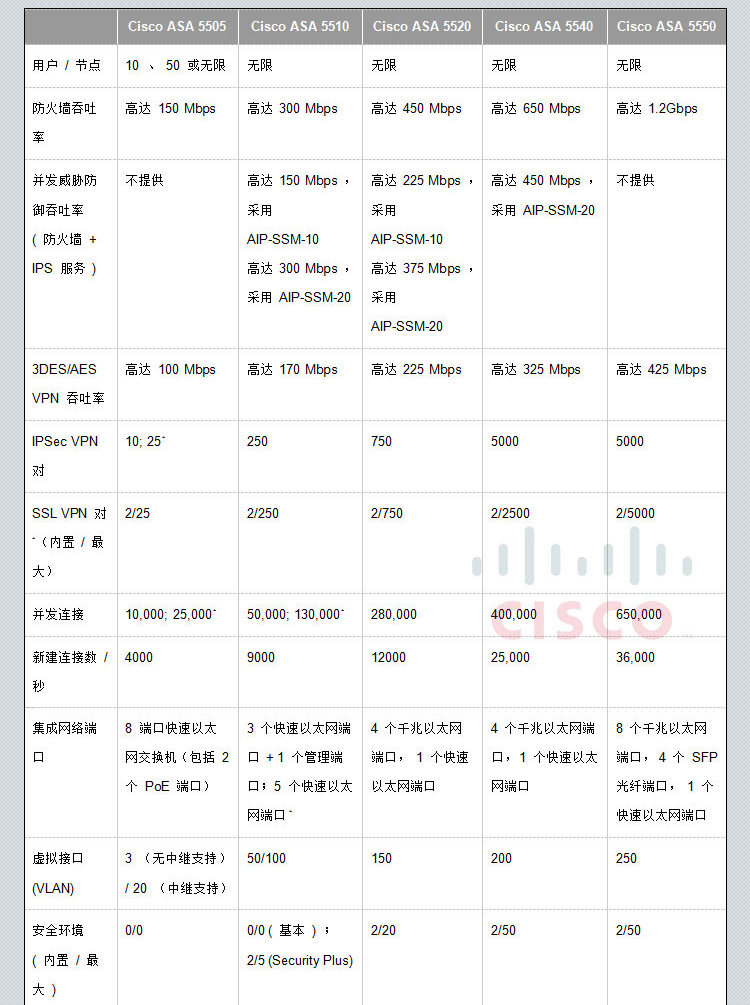 Cisco ASA 5505 Cisco ASA 5510 Cisco ASA 5520 Cisco ASA 5540 Cisco ASA 5550
用户 / 节点 10 、 50 或无限 无限 无限 无限 无限
防火墙吞吐 高达 150 Mbps 高达 300 Mbps 高达 450 Mbps 高达 650 Mbps 高达 1.2Gbps
率
并发威胁防 不提供 高达 150 Mbps , 高达 225 Mbps , 高达 450 Mbps , 不提供
御吞吐率 采用 采用 采用 AIP-SSM-20
( 防火墙 + AIP-SSM-10 AIP-SSM-10
IPS 服务 ) 高达 300 Mbps , 高达 375 Mbps ,
采用 AIP-SSM-20 采用
AIP-SSM-20
3DES/AES 高达 100 Mbps 高达 170 Mbps 高达 225 Mbps 高达 325 Mbps 高达 425 Mbps
VPN 吞吐率
IPSec VPN 10; 25ˆ 250 750 5000 5000
对
SSL VPN 对 2/25 2/250 2/750 2/2500 2/5000
ˆ（内置 / 最
大）
并发连接 10,000; 25,000ˆ 50,000; 130,000ˆ 280,000 400,000 650,000
CISCO
新建连接数 / 4000 9000 12000 25,000 36,000
秒
集成网络端 8 端口快速以太 3 个快速以太网端 4 个千兆以太网 4 个千兆以太网端 8 个千兆以太网
口 网交换机（包括 2 口 + 1 个管理端 端口， 1 个快速 口，1 个快速以太 端口，4 个 SFP
个 PoE 端口） 口；5 个快速以太 以太网端口 网端口 光纤端口， 1 个
网端口ˆ 快速以太网端口
虚拟接口 3 （无中继支持） 50/100 150 200 250
(VLAN) / 20 （中继支持）
安全环境 0/0 0/0 ( 基本 ) ； 2/20 2/50 2/50
( 内置 / 最 2/5 (Security Plus)
大 )